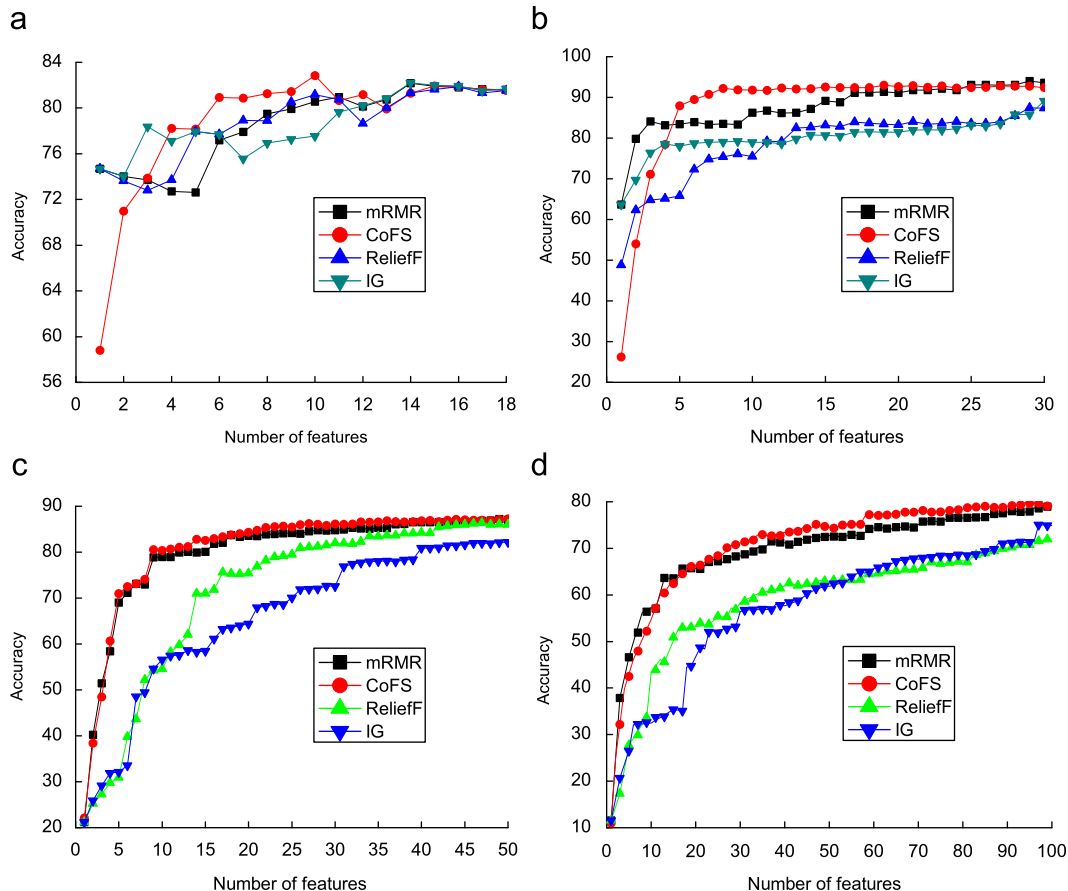 a
84
80
76
72
68
64
60
56
Accuracy
mRMR
CoFS
ReliefF
IG
0 2 4 6 8 10 12 14 16 18
Number of features
b
100
90
80
70
60
50
40
30
20
Accuracy
mRMR
CoFS
ReliefF
IG
0 5 10 15 20 25 30
Number of features
c
90
80
70
60
50
40
30
20
Accuracy
mRMR
CoFS
ReliefF
IG
0 5 10 15 20 25 30 35 40 45 50
Number of features
d
80
70
60
50
40
30
20
10
Accuracy
mRMR
CoFS
ReliefF
IG
0 10 20 30 40 50 60 70 80 90 100
Number of features